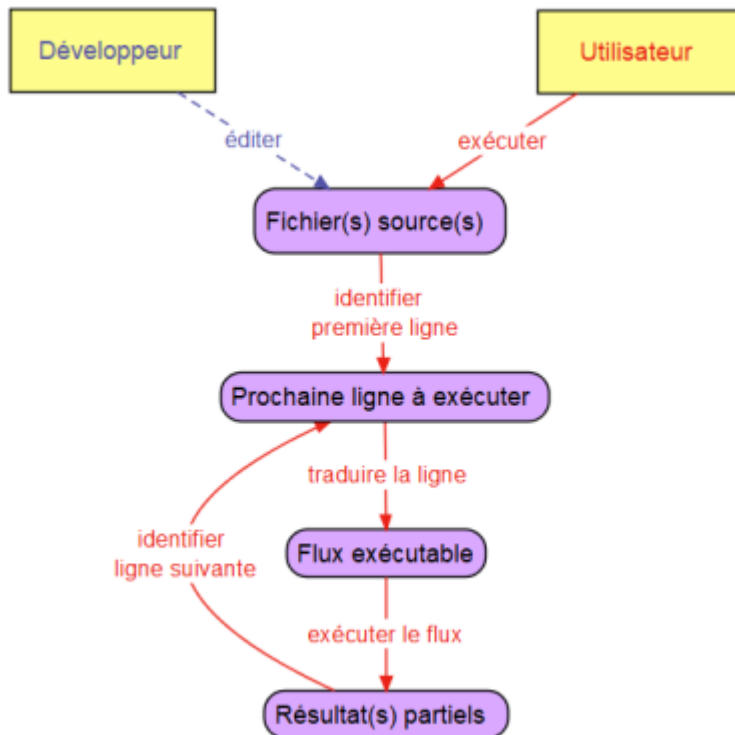 Développeur
Utilisateur
éditer
exécuter
Fichier(s) source(s)
identifier
première ligne
Prochaine ligne à exécuter
traduire la ligne
identifier
ligne suivante
Flux exécutable
exécuter le flux
Résultat(s) partiels